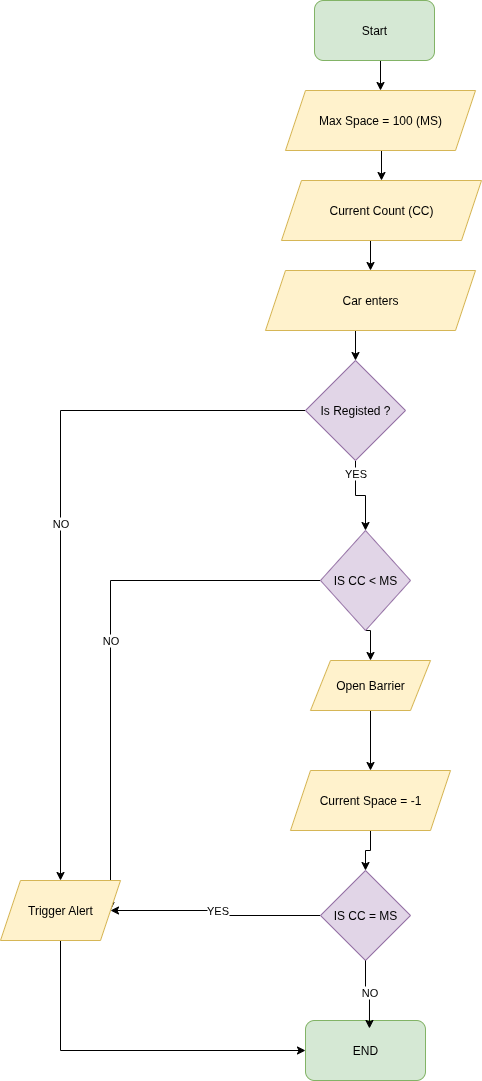 Start
Max Space = 100 (MS)
Current Count (CC)
Car enters
Is Registed ?
YES
NO
IS CC < MS
NO
Open Barrier
Current Space = -1
Trigger Alert
YES
IS CC = MS
NO
END